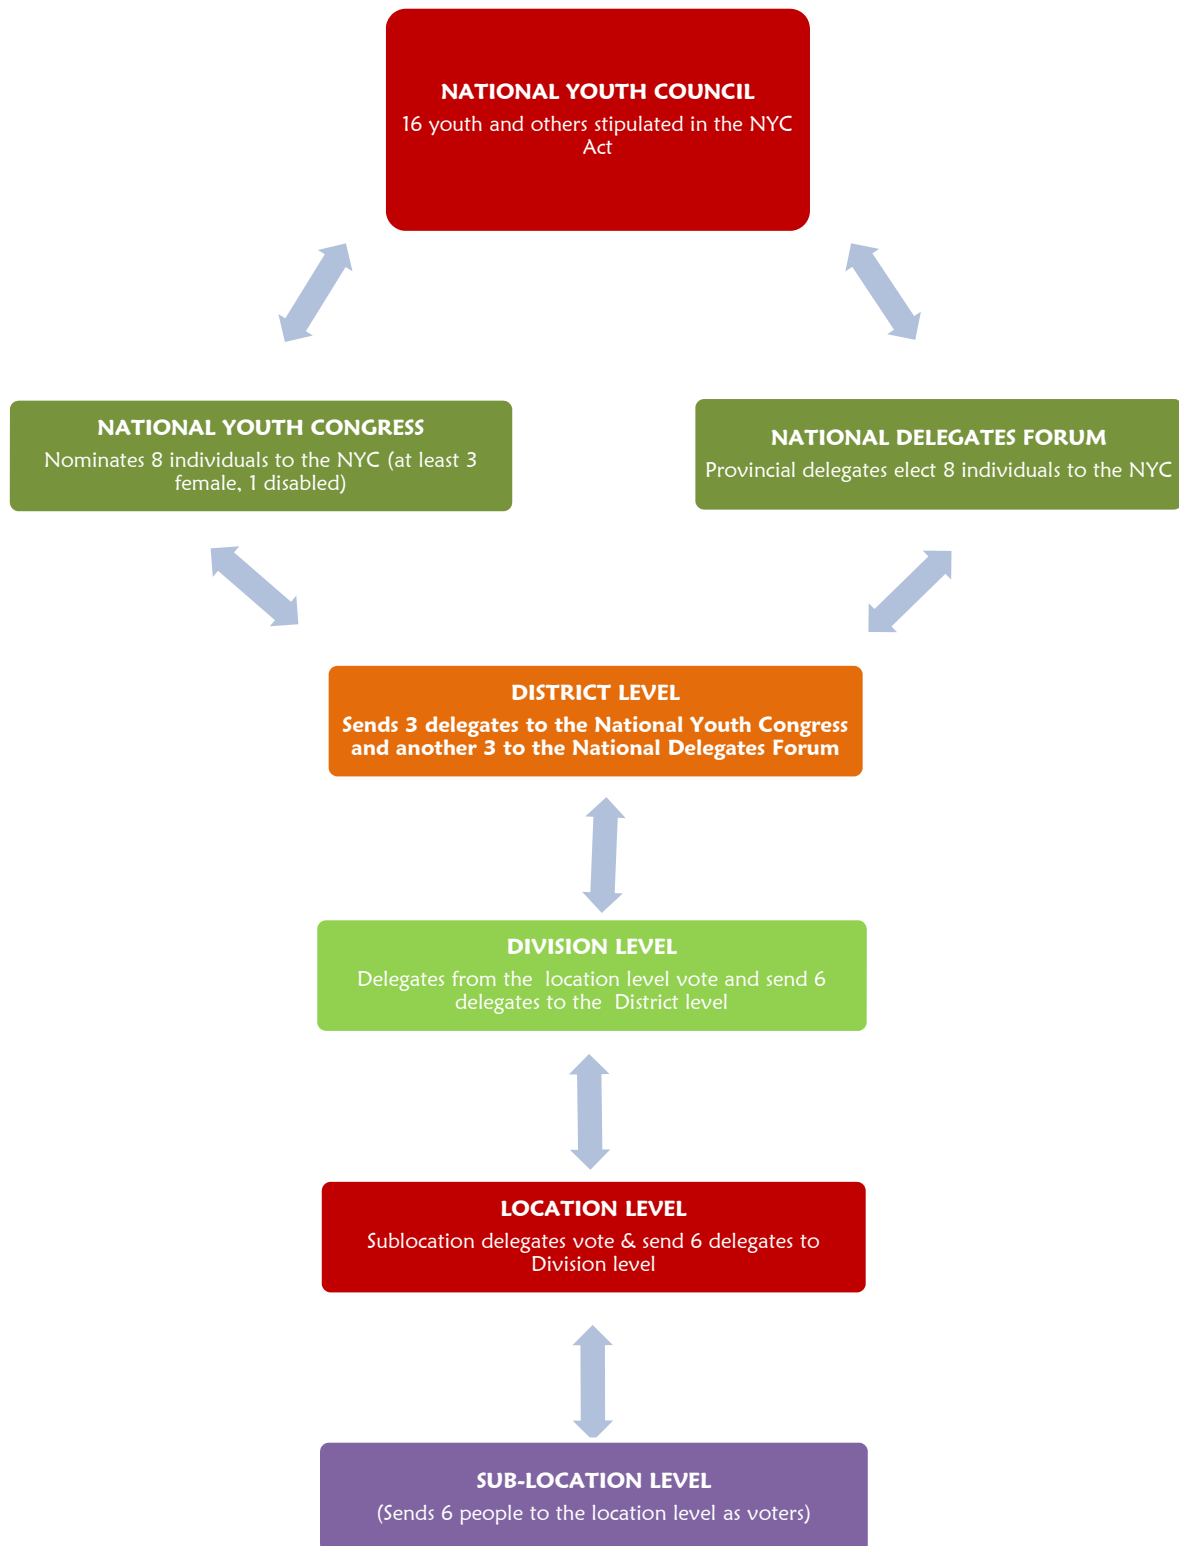 NATIONAL YOUTH COUNCIL
16 youth and others stipulated in the NYC
Act
NATIONAL YOUTH CONGRESS
Nominates 8 individuals to the NYC (at least 3
female, 1 disabled)
NATIONAL DELEGATES FORUM
Provincial delegates elect 8 individuals to the NYC
DISTRICT LEVEL
Sends 3 delegates to the National Youth Congress
and another 3 to the National Delegates Forum
DIVISION LEVEL
Delegates from the location level vote and send 6
delegates to the District level
LOCATION LEVEL
Sublocation delegates vote & send 6 delegates to
Division level
SUB-LOCATION LEVEL
(Sends 6 people to the location level as voters)